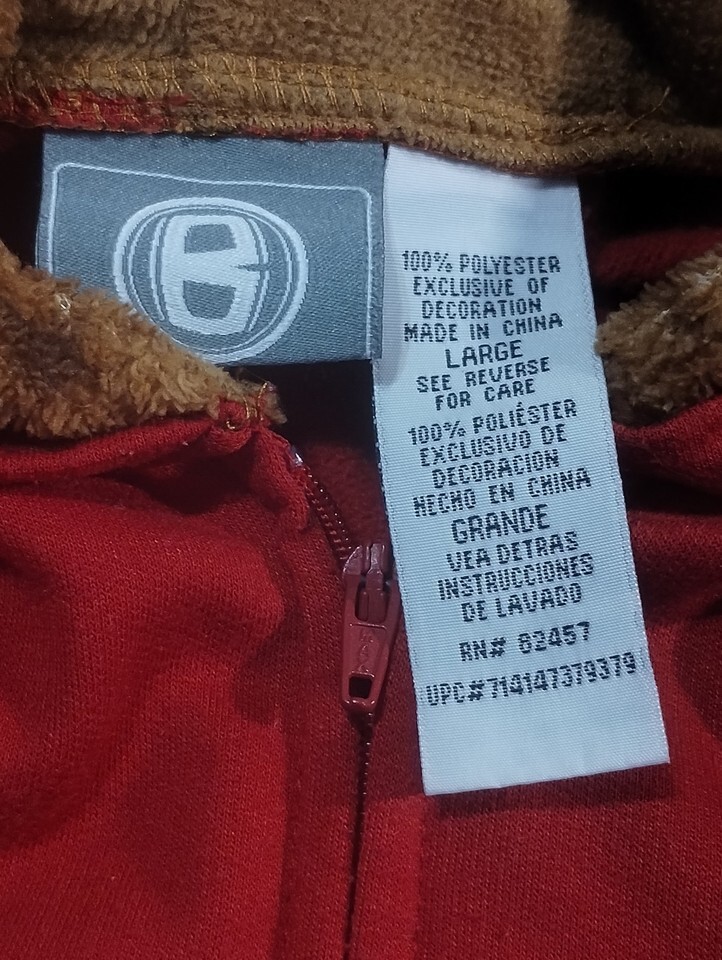 B
100% POLYESTER
EXCLUSIVE OF
DECORATION
MADE IN CHINA
LARGE
SEE REVERSE
FOR CARE
100% POLIÉSTER
EXCLUSIVO DE
DECORACION
HECHO EN CHINA
GRANDE
VEA DETRAS
INSTRUCCIONES
DE LAVADO
RN# 82457
UPC#714147379379